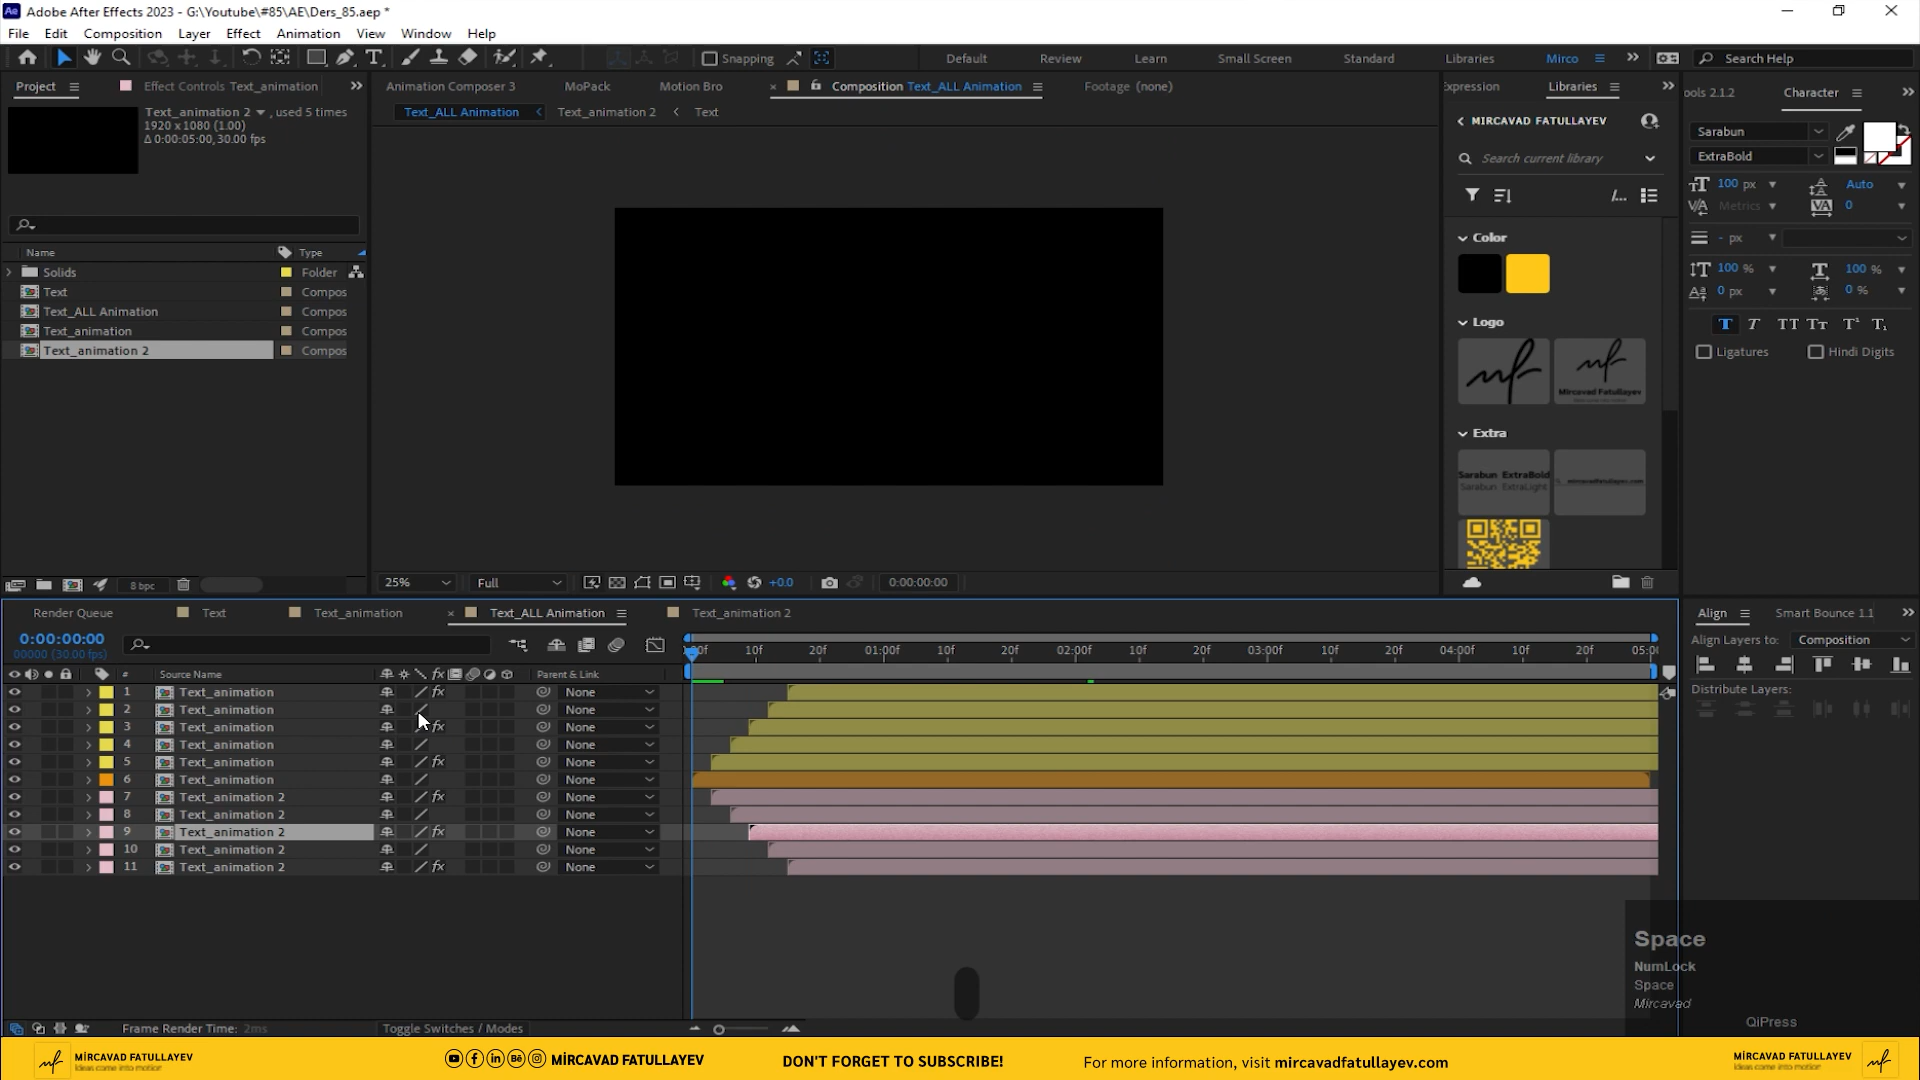 Adobe After Effects 2023 - G:\Youtube\#85\AE\Ders_85.aep *
File Edit Composition Layer Effect Animation View Window Help
Snapping
Default Review Learn Small Screen Standard Libraries Mirco Search Help
Project Effect Controls Text_animation
Animation Composer 3 MoPack Motion Bro Composition Text_ALL Animation Footage (none)
Expression Libraries
ools 2.1.2 Character
Text_animation 2 , used 5 times
1920 x 1080 (1.00)
Δ 0:00:05:00, 30.00 fps
Text_ALL Animation Text_animation 2 Text
MIRCAVAD FATULLAYEV
Search current library
Sarabun
ExtraBold
100 px Auto
Metrics 0
- px
100 % 100 %
0 px 0 %
T T TT Tт T¹ T,
Ligatures Hindi Digits
Name Type
Solids Folder
Text Compos
Text_ALL Animation Compos
Text_animation Compos
Text_animation 2 Compos
Color
Logo
Mircavad Fatullayev
Extra
Sarabun ExtraBold
Sarabun ExtraLight
mircavadfatullayev.com
8 bpc
25% Full +0.0 0:00:00:00
Render Queue Text Text_animation Text_ALL Animation Text_animation 2
0:00:00:00
00000 (30.00 fps)
:00f 10f 20f 01:00f 10f 20f 02:00f 10f 20f 03:00f 10f 20f 04:00f 10f 20f 05:00
# Source Name Parent & Link
1 Text_animation None
2 Text_animation None
3 Text_animation None
4 Text_animation None
5 Text_animation None
6 Text_animation None
7 Text_animation 2 None
8 Text_animation 2 None
9 Text_animation 2 None
10 Text_animation 2 None
11 Text_animation 2 None
Align Smart Bounce 1.1
Align Layers to: Composition
Distribute Layers:
Space
NumLock
Space
Mircavad
QiPress
Frame Render Time: 2ms Toggle Switches / Modes
MİRCAVAD FATULLAYEV
Ideas come into motion
MİRCAVAD FATULLAYEV
DON'T FORGET TO SUBSCRIBE!
For more information, visit mircavadfatullayev.com
MİRCAVAD FATULLAYEV
Ideas come into motion